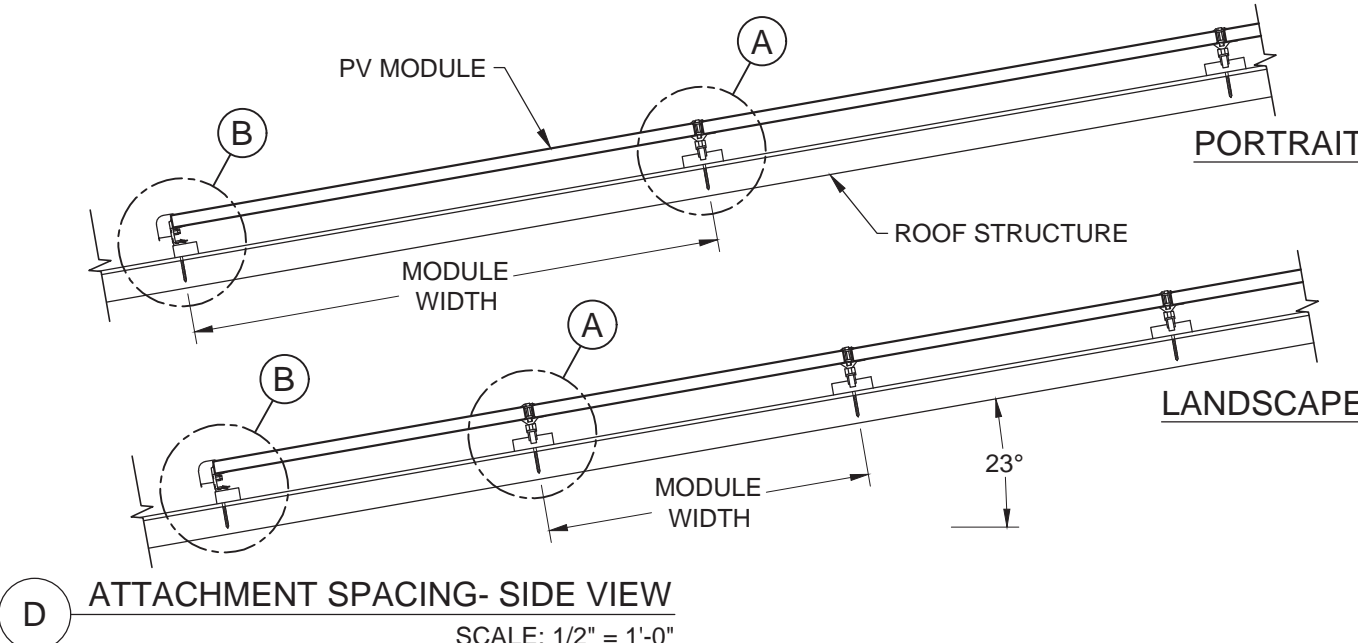 A
PV MODULE
B
PORTRAIT
ROOF STRUCTURE
MODULE
WIDTH
A
B
LANDSCAPE
23°
MODULE
WIDTH
D
ATTACHMENT SPACING- SIDE VIEW
SCALE: 1/2" = 1'-0"